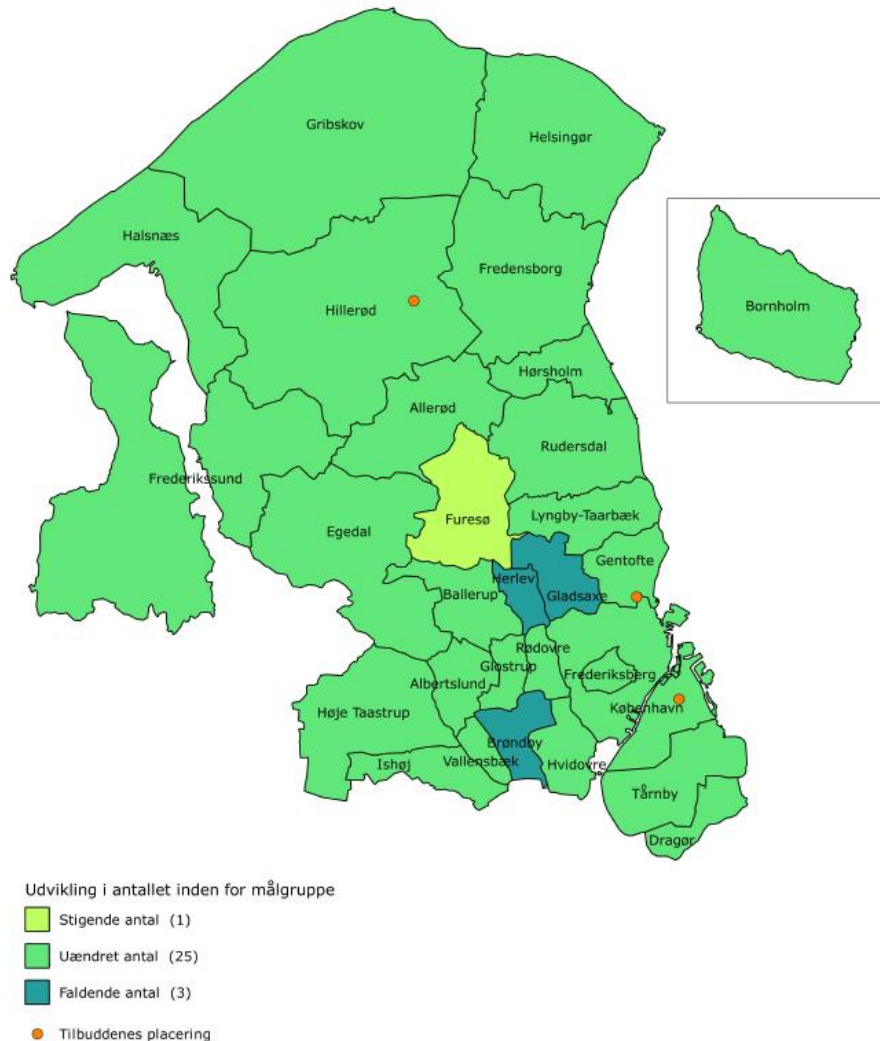 Gribskov
Helsingør
Halsnæs
Fredensborg
Hillerød
Bornholm
Hørsholm
Allerød
Rudersdal
Frederikssund
Egedal
Furesø
Lyngby-Taarbæk
Gentofte
Herlev
Ballerup
Gladsaxe
Rødovre
Glostrup
Frederiksberg
Albertslund
Høje Taastrup
København
Brøndby
Vallensbæk
Hvidovre
Ishøj
Tårnby
Dragør
Udvikling i antallet inden for målgruppe
Stigende antal (1)
Uændret antal (25)
Faldende antal (3)
Tilbuddenes placering